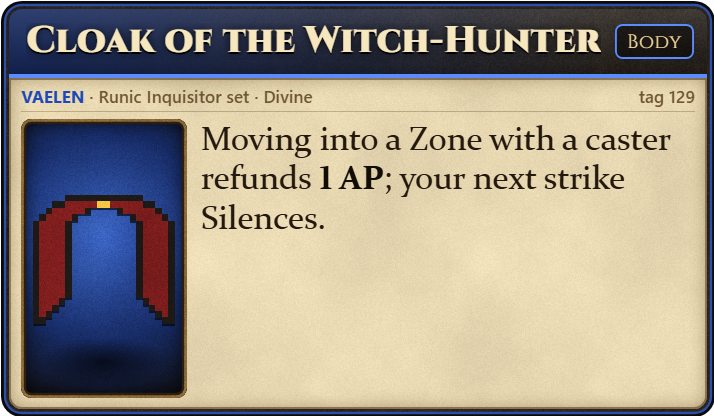 Cloak of the Witch-Hunter
Body
VAELEN · Runic Inquisitor set · Divine
tag 129
Moving into a Zone with a caster
refunds 1 AP; your next strike
Silences.